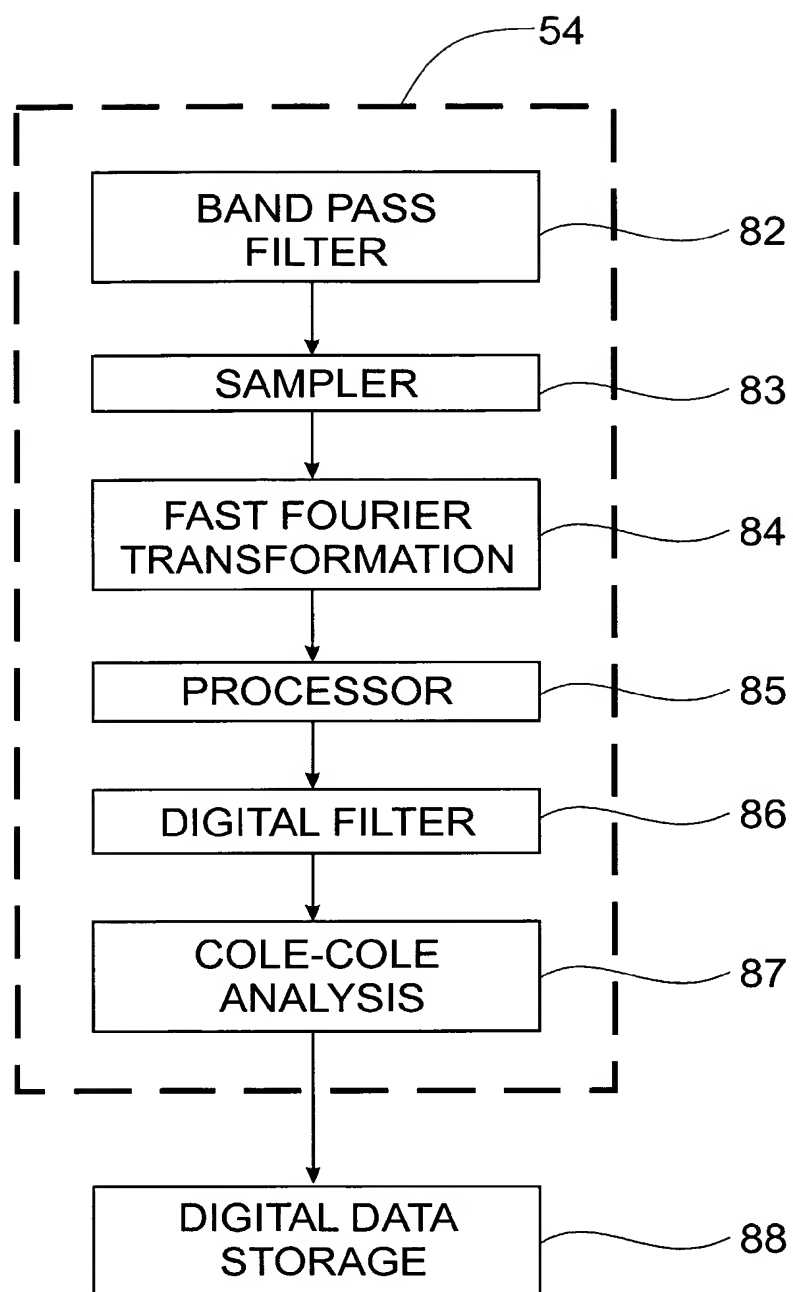 54
BAND PASS
FILTER
82
SAMPLER
83
FAST FOURIER
TRANSFORMATION
84
PROCESSOR
85
DIGITAL FILTER
86
COLE-COLE
ANALYSIS
87
DIGITAL DATA
STORAGE
88